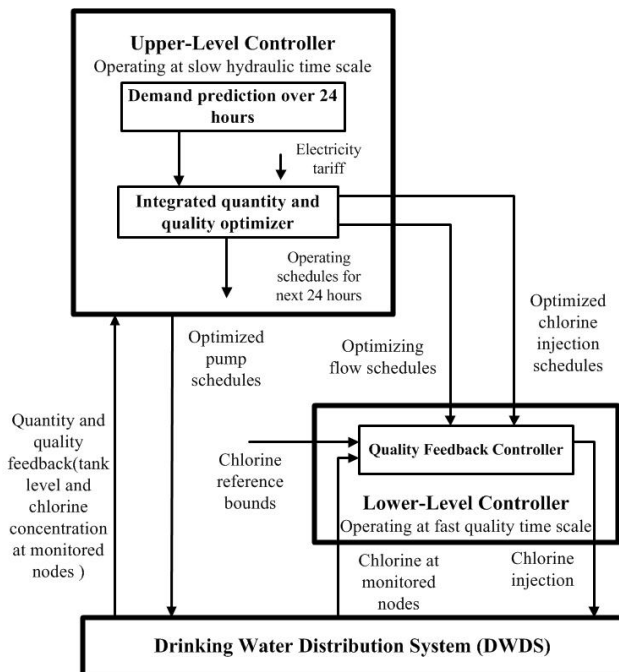 Upper-Level Controller
Operating at slow hydraulic time scale
Demand prediction over 24
hours
Electricity
tariff
Integrated quantity and
quality optimizer
Operating
schedules for
next 24 hours
Optimized
pump
schedules
Optimizing
flow schedules
Optimized
chlorine
injection
schedules
Quantity and
quality
feedback(tank
level and
chlorine
concentration
at monitored
nodes )
Chlorine
reference
bounds
Quality Feedback Controller
Lower-Level Controller
Operating at fast quality time scale
Chlorine at
monitored
nodes
Chlorine
injection
Drinking Water Distribution System (DWDS)